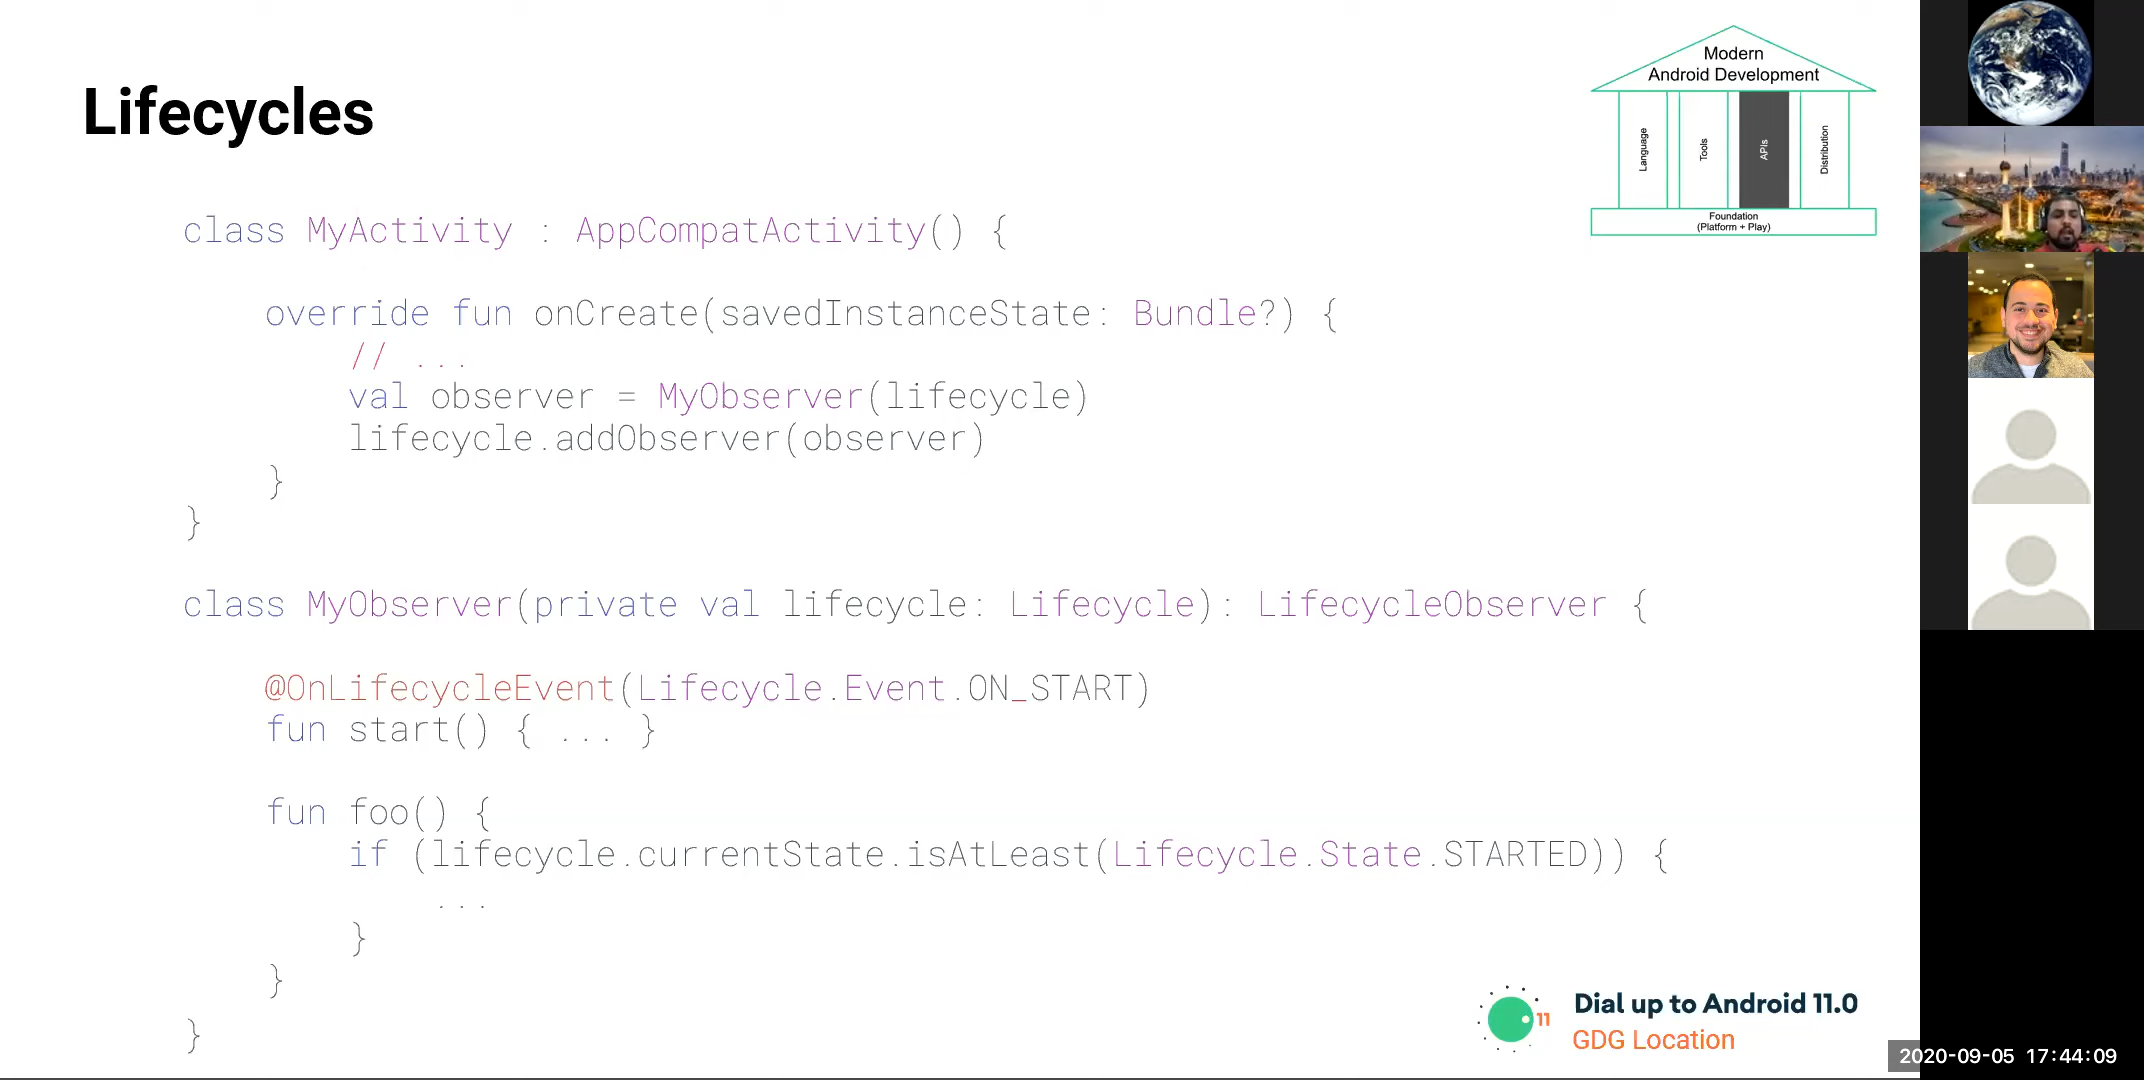 Lifecycles
Modern
Android Development
Language
Tools
APIs
Distribution
Foundation
(Platform + Play)
class MyActivity : AppCompatActivity() {
override fun onCreate(savedInstanceState: Bundle?) {
// ...
val observer = MyObserver(lifecycle)
lifecycle.addObserver(observer)
}
}
class MyObserver(private val lifecycle: Lifecycle): LifecycleObserver {
@OnLifecycleEvent(Lifecycle.Event.ON_START)
fun start() { ... }
fun foo() {
if (lifecycle.currentState.isAtLeast(Lifecycle.State.STARTED)) {
...
}
}
}
11
Dial up to Android 11.0
GDG Location
2020-09-05 17:44:09